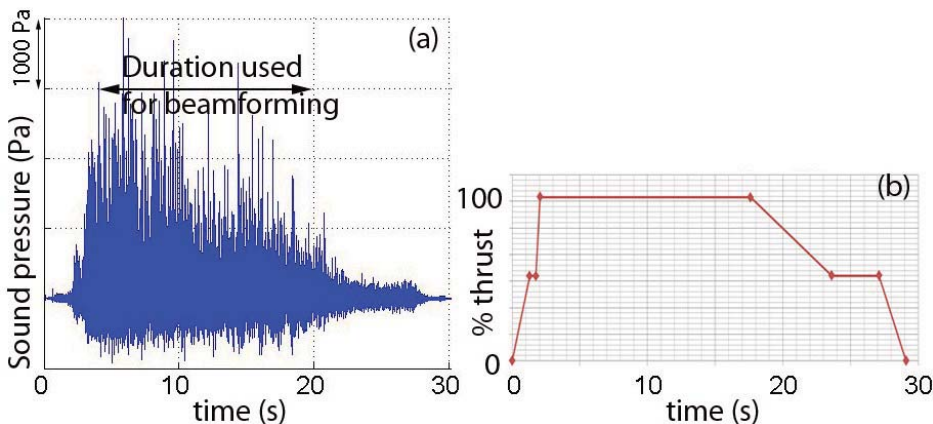 1000 Pa
(a)
Duration used
for beamforming
Sound pressure (Pa)
0 10 20 30
time (s)
(b)
100
% thrust
0
0 10 20 30
time (s)